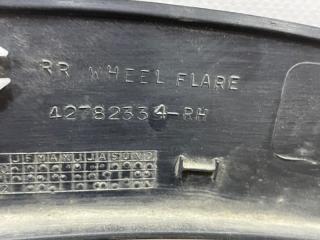 RR WHEEL FLARE
42782334-RH
J F M A M J J A S O N D